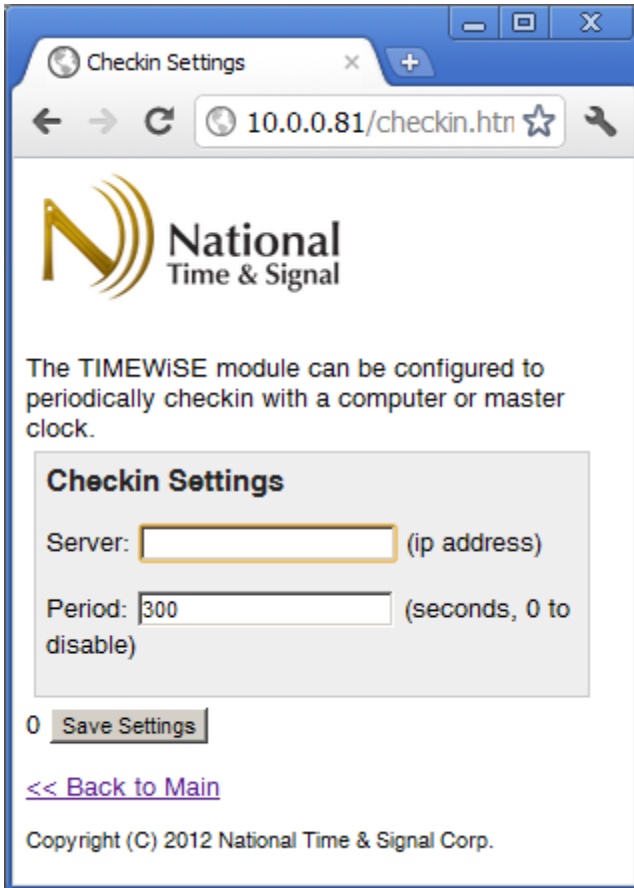 Checkin Settings
10.0.0.81/checkin.htn
National
Time & Signal
The TIMEWiSE module can be configured to
periodically checkin with a computer or master
clock.
Checkin Settings
Server: (ip address)
Period: 300 (seconds, 0 to
disable)
0 Save Settings
<< Back to Main
Copyright (C) 2012 National Time & Signal Corp.